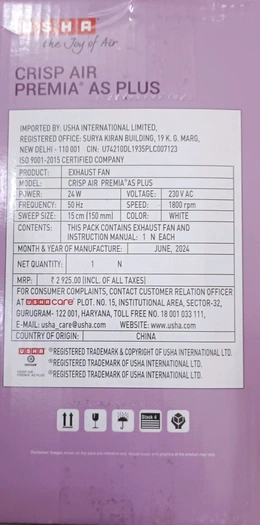 USHA
the Joy of Air
CRISP AIR
PREMIA® AS PLUS
IMPORTED BY: USHA INTERNATIONAL LIMITED,
REGISTERED OFFICE: SURYA KIRAN BUILDING, 19 K. G. MARG,
NEW DELHI - 110 001 CIN: U74210DL1935PLC007123
ISO 9001-2015 CERTIFIED COMPANY
PRODUCT: EXHAUST FAN
MODEL: CRISP AIR PREMIA®AS PLUS
POWER: 24 W VOLTAGE: 230 V AC
FREQUENCY: 50 Hz SPEED: 1800 rpm
SWEEP SIZE: 15 cm (150 mm) COLOR: WHITE
CONTENTS: THIS PACK CONTAINS EXHAUST FAN AND
INSTRUCTION MANUAL: 1 N EACH
MONTH & YEAR OF MANUFACTURE: JUNE, 2024
NET QUANTITY: 1 N
MRP: ₹ 2 925.00 (INCL. OF ALL TAXES)
FOR CONSUMER COMPLAINTS, CONTACT CUSTOMER RELATION OFFICER
AT USHA care PLOT. NO. 15, INSTITUTIONAL AREA, SECTOR-32,
GURUGRAM- 122 001, HARYANA, TOLL FREE NO. 18 001 033 111,
E-MAIL: usha_care@usha.com WEBSITE: www.usha.com
COUNTRY OF ORIGIN: CHINA
USHA ®REGISTERED TRADEMARK & COPYRIGHT OF USHA INTERNATIONAL LTD.
®REGISTERED TRADEMARK OF USHA INTERNATIONAL LTD.
CRISP AIR
PREMIA AS PLUS ®REGISTERED TRADEMARK OF USHA INTERNATIONAL LTD.
Stack 4